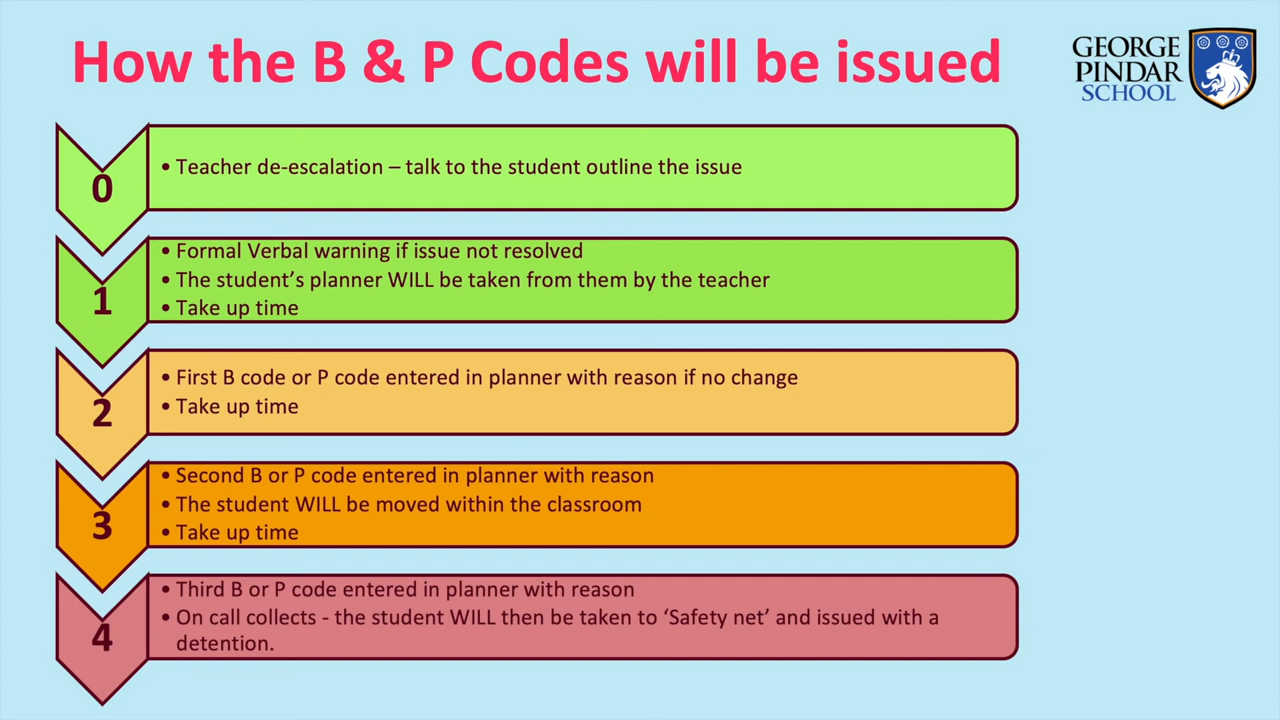 How the B & P Codes will be issued
GEORGE
PINDAR
SCHOOL
0
• Teacher de-escalation – talk to the student outline the issue
1
• Formal Verbal warning if issue not resolved
• The student’s planner WILL be taken from them by the teacher
• Take up time
2
• First B code or P code entered in planner with reason if no change
• Take up time
3
• Second B or P code entered in planner with reason
• The student WILL be moved within the classroom
• Take up time
4
• Third B or P code entered in planner with reason
• On call collects - the student WILL then be taken to ‘Safety net’ and issued with a
detention.